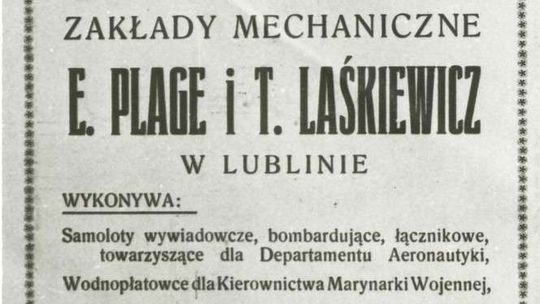 ZAKŁADY MECHANICZNE
E. PLAGE i T. LAŚKIEWICZ
W LUBLINIE
WYKONYWA:
Samoloty wywiadowcze, bombardujące, łącznikowe,
towarzyszące dla Departamentu Aeronautyki,
Wodnopłatowce dla Kierownictwa Marynarki Wojennej,